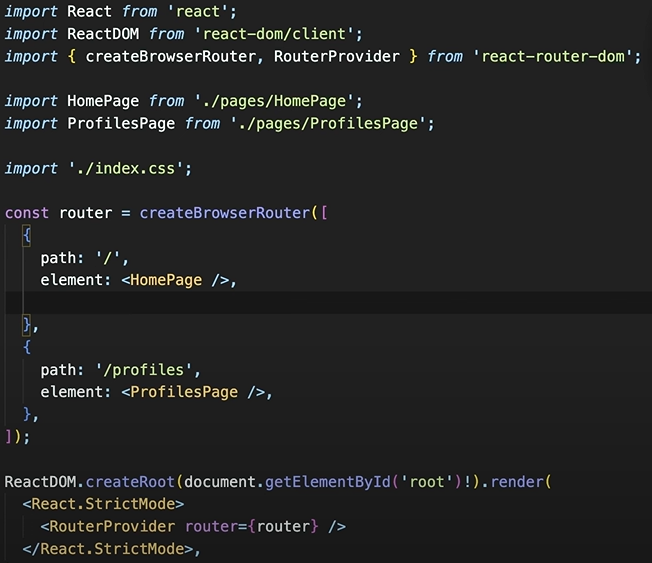 import React from 'react';
import ReactDOM from 'react-dom/client';
import { createBrowserRouter, RouterProvider } from 'react-router-dom';
import HomePage from './pages/HomePage';
import ProfilesPage from './pages/ProfilesPage';
import './index.css';
const router = createBrowserRouter([
  {
    path: '/',
    element: <HomePage />,
  },
  {
    path: '/profiles',
    element: <ProfilesPage />,
  },
]);
ReactDOM.createRoot(document.getElementById('root')!).render(
  <React.StrictMode>
    <RouterProvider router={router} />
  </React.StrictMode>,